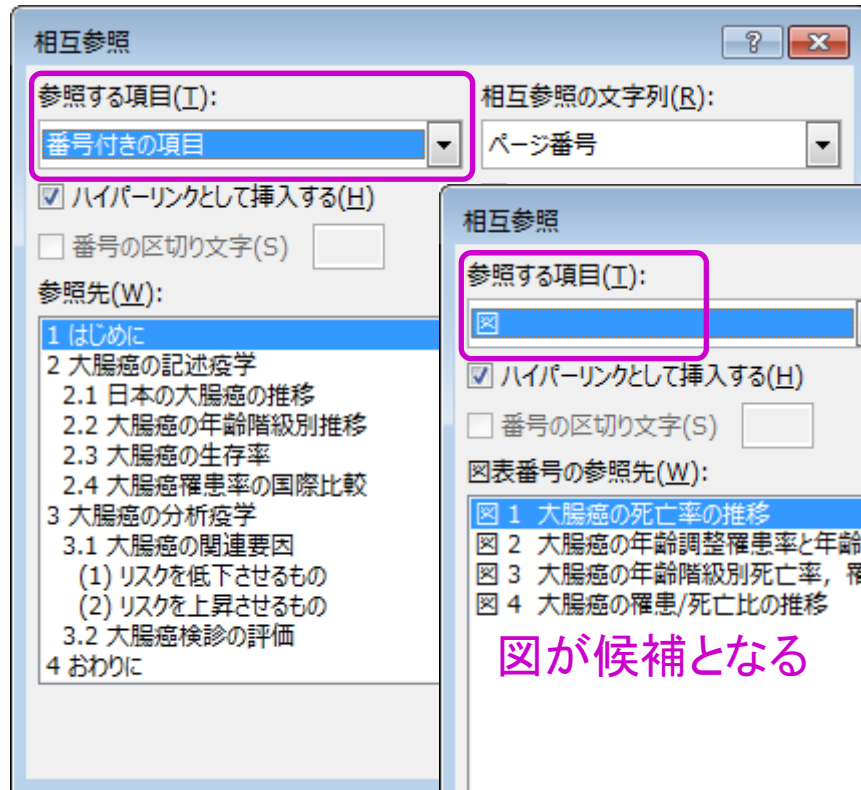 相互参照
参照する項目(T):
相互参照の文字列(R):
番号付きの項目
ページ番号
ハイパーリンクとして挿入する(H)
番号の区切り文字(S)
参照先(W):
1 はじめに
2 大腸癌の記述疫学
2.1 日本の大腸癌の推移
2.2 大腸癌の年齢階級別推移
2.3 大腸癌の生存率
2.4 大腸癌罹患率の国際比較
3 大腸癌の分析疫学
3.1 大腸癌の関連要因
(1) リスクを低下させるもの
(2) リスクを上昇させるもの
3.2 大腸癌検診の評価
4 おわりに
相互参照
参照する項目(T):
図
ハイパーリンクとして挿入する(H)
番号の区切り文字(S)
図表番号の参照先(W):
図 1 大腸癌の死亡率の推移
図 2 大腸癌の年齢調整罹患率と年齢
図 3 大腸癌の年齢階級別死亡率，罹
図 4 大腸癌の罹患/死亡比の推移
図が候補となる